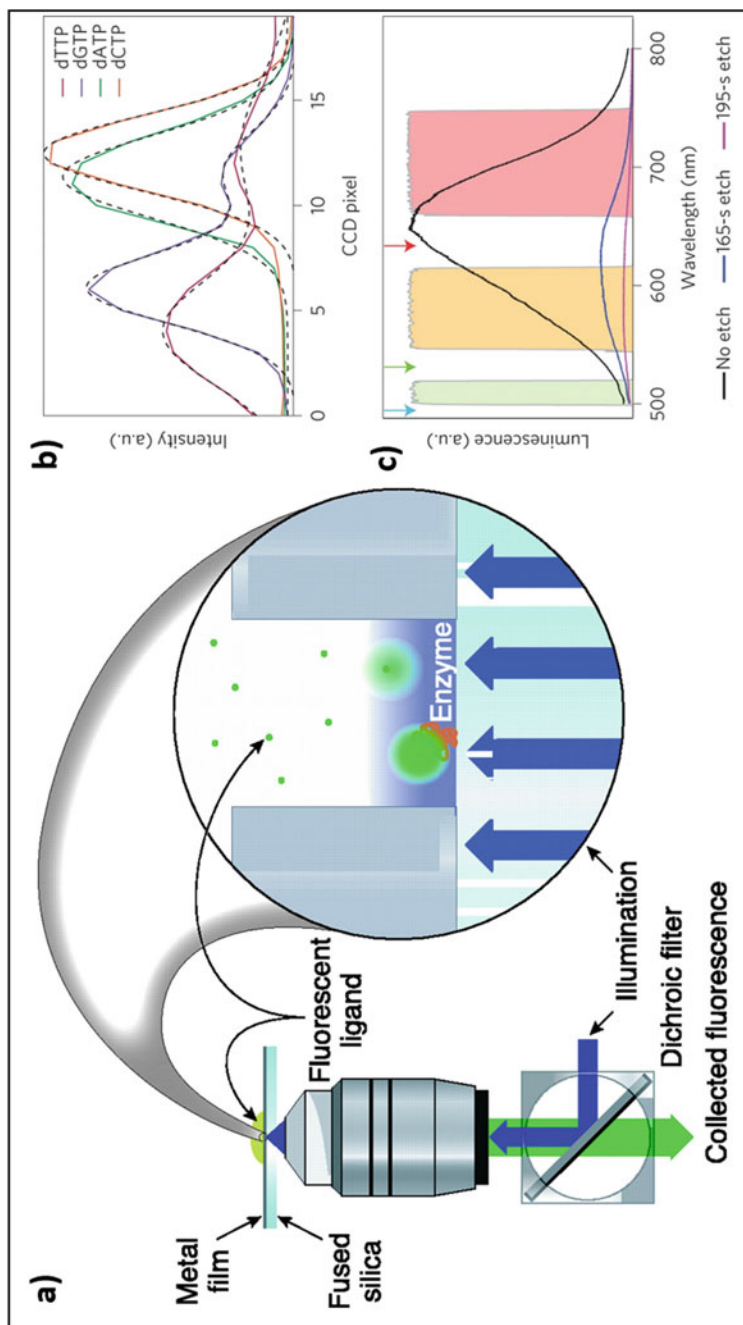 a)
Metal
film
Fused
silica
Fluorescent
ligand
Enzyme
Illumination
Dichroic filter
Collected fluorescence
b)
Intensity (a.u.)
dTTP
dGTP
dATP
dCTP
0
5
10
15
CCD pixel
c)
Luminescence (a.u.)
500
600
700
800
Wavelength (nm)
No etch
165-s etch
195-s etch